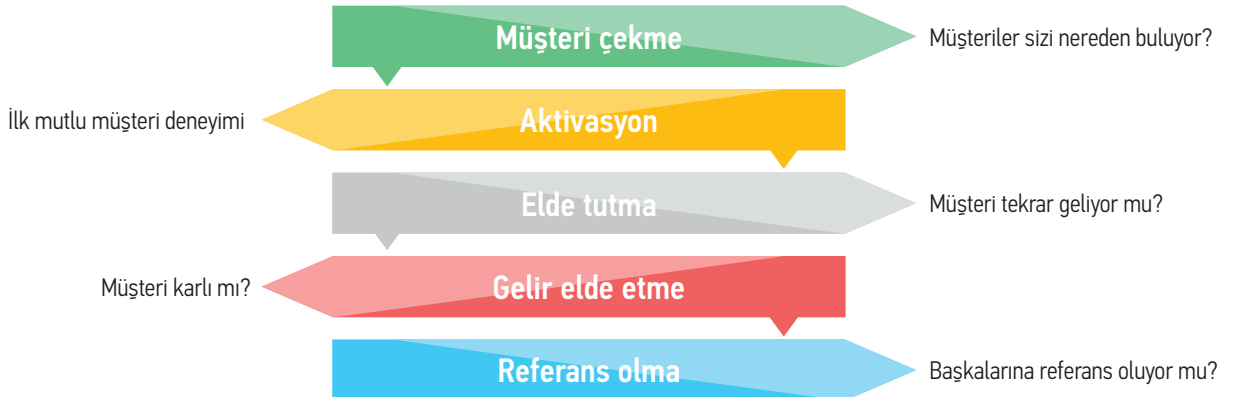 Müşteri çekme
Müşteriler sizi nereden buluyor?
İlk mutlu müşteri deneyimi
Aktivasyon
Elde tutma
Müşteri tekrar geliyor mu?
Müşteri karlı mı?
Gelir elde etme
Referans olma
Başkalarına referans oluyor mu?